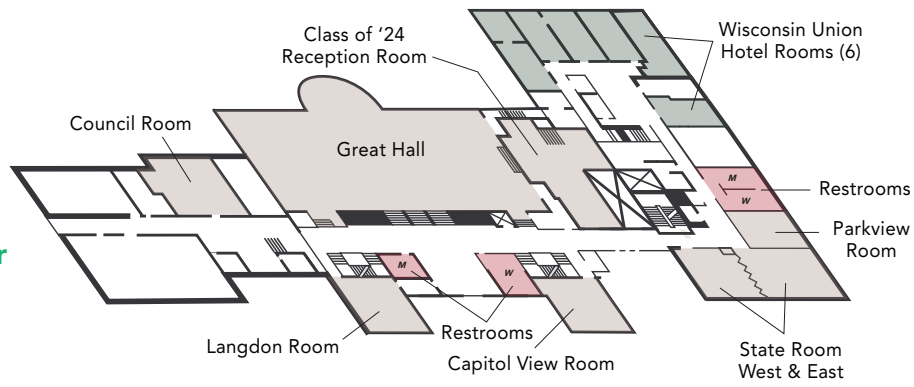 Class of ‘24
Reception Room
Wisconsin Union
Hotel Rooms (6)
Council Room
Great Hall
M
W
Restrooms
Parkview
Room
r
M
W
Restrooms
Langdon Room
Capitol View Room
State Room
West & East